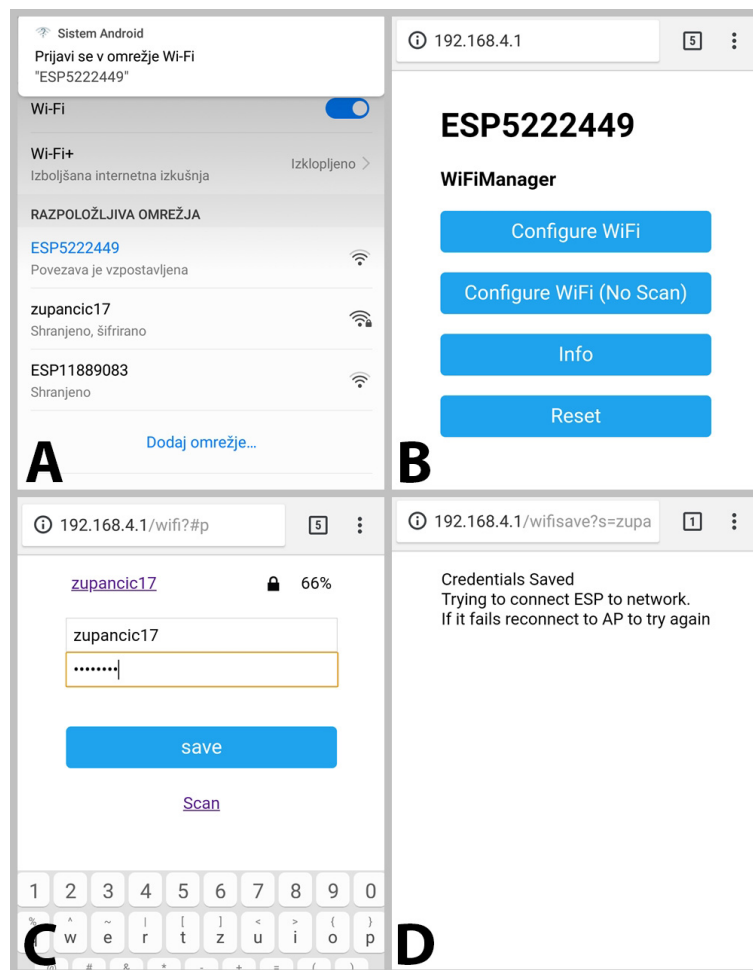 Sistem Android
Prijavi se v omrežje Wi-Fi
"ESP5222449"
Wi-Fi
Wi-Fi+
Izboljšana internetna izkušnja
Izklopljeno
RAZPOLOŽLJIVA OMREŽJA
ESP5222449
Povezava je vzpostavljena
zupancic17
Shranjeno, šifrirano
ESP11889083
Shranjeno
Dodaj omrežje...
A
192.168.4.1 5
ESP5222449
WiFiManager
Configure WiFi
Configure WiFi (No Scan)
Info
Reset
B
192.168.4.1/wifi?#p 5
zupancic17 66%
zupancic17
••••••••
save
Scan
1 2 3 4 5 6 7 8 9 0
% ^ ~ | [ ] < > { }
w e r t z u i o p
# & * - + = ( )
C
192.168.4.1/wifisave?s=zupa 1
Credentials Saved
Trying to connect ESP to network.
If it fails reconnect to AP to try again
D